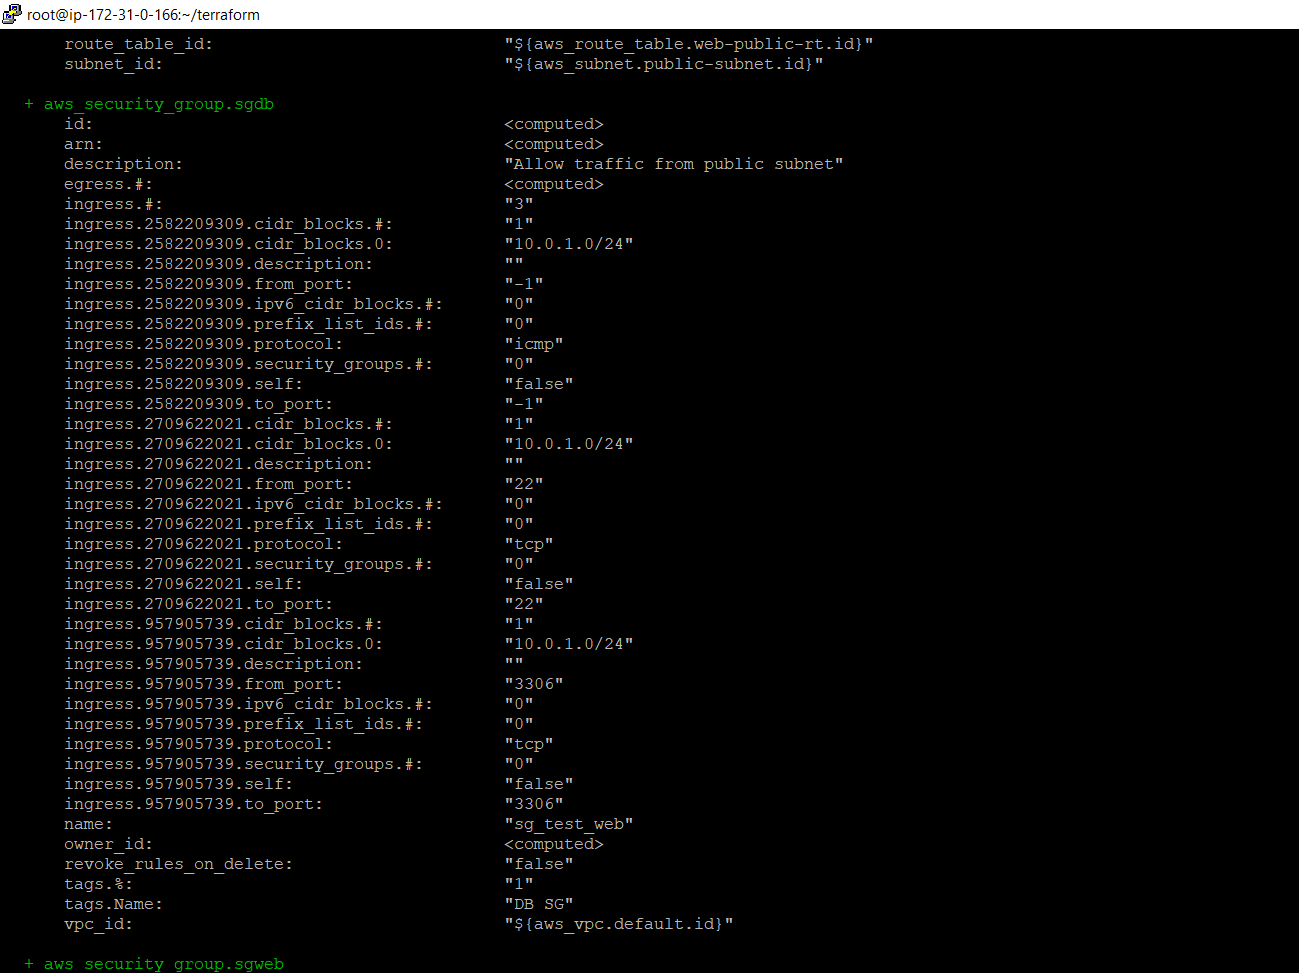 root@ip-172-31-0-166:~/terraform
route_table_id: "${aws_route_table.web-public-rt.id}"
subnet_id: "${aws_subnet.public-subnet.id}"
+ aws_security_group.sgdb
id: <computed>
arn: <computed>
description: "Allow traffic from public subnet"
egress.#: <computed>
ingress.#: "3"
ingress.2582209309.cidr_blocks.#: "1"
ingress.2582209309.cidr_blocks.0: "10.0.1.0/24"
ingress.2582209309.description: ""
ingress.2582209309.from_port: "-1"
ingress.2582209309.ipv6_cidr_blocks.#: "0"
ingress.2582209309.prefix_list_ids.#: "0"
ingress.2582209309.protocol: "icmp"
ingress.2582209309.security_groups.#: "0"
ingress.2582209309.self: "false"
ingress.2582209309.to_port: "-1"
ingress.2709622021.cidr_blocks.#: "1"
ingress.2709622021.cidr_blocks.0: "10.0.1.0/24"
ingress.2709622021.description: ""
ingress.2709622021.from_port: "22"
ingress.2709622021.ipv6_cidr_blocks.#: "0"
ingress.2709622021.prefix_list_ids.#: "0"
ingress.2709622021.protocol: "tcp"
ingress.2709622021.security_groups.#: "0"
ingress.2709622021.self: "false"
ingress.2709622021.to_port: "22"
ingress.957905739.cidr_blocks.#: "1"
ingress.957905739.cidr_blocks.0: "10.0.1.0/24"
ingress.957905739.description: ""
ingress.957905739.from_port: "3306"
ingress.957905739.ipv6_cidr_blocks.#: "0"
ingress.957905739.prefix_list_ids.#: "0"
ingress.957905739.protocol: "tcp"
ingress.957905739.security_groups.#: "0"
ingress.957905739.self: "false"
ingress.957905739.to_port: "3306"
name: "sg_test_web"
owner_id: <computed>
revoke_rules_on_delete: "false"
tags.%: "1"
tags.Name: "DB SG"
vpc_id: "${aws_vpc.default.id}"
+ aws_security_group.sgweb